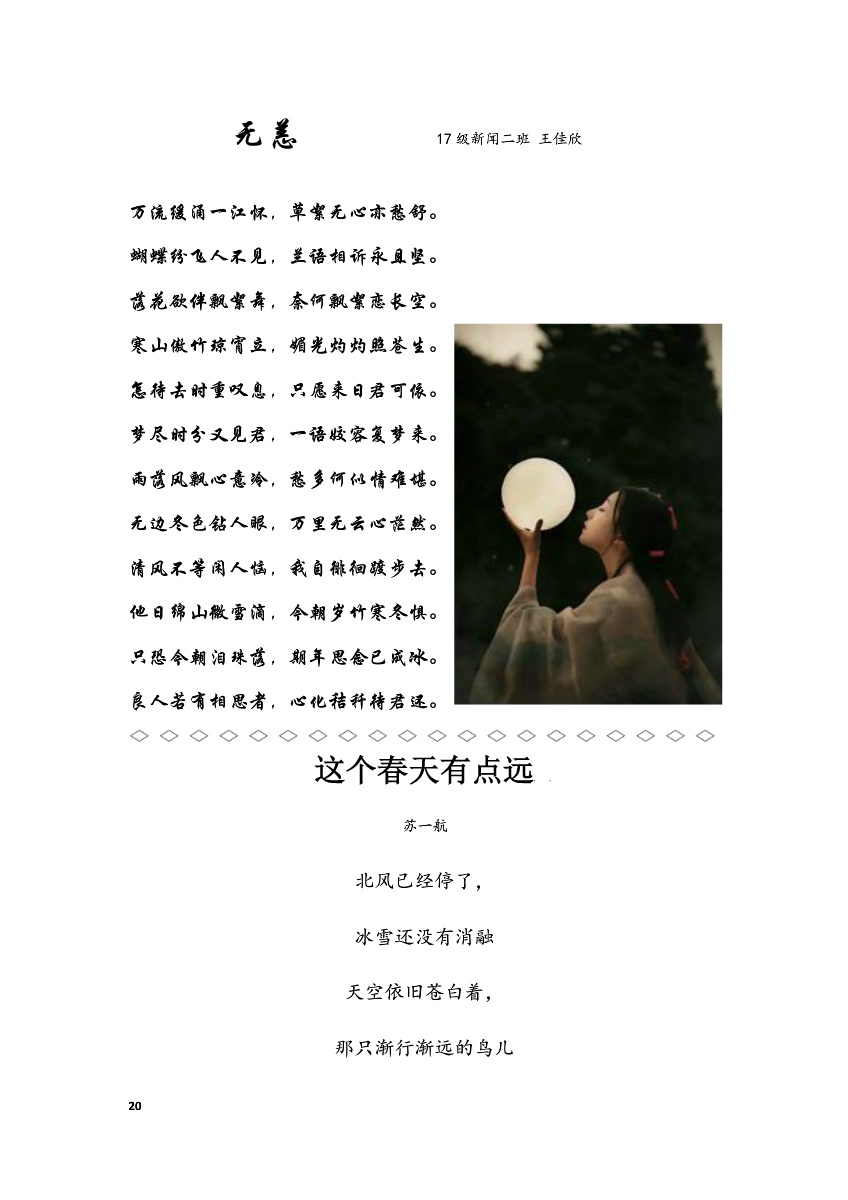 无恙
17 级新闻二班 王佳欣
万流缓涌一江怀，草絮无心亦愁舒。
蝴蝶纷飞人不见，兰语相诉永且坚。
落花欲伴飘絮舞，奈何飘絮恋长空。
寒山傲竹琼宵立，媚光灼灼照苍生。
怎待去时重叹息，只愿来日君可依。
梦尽时分又见君，一语姣容复梦来。
雨落风飘心意冷，愁多何似情难堪。
无边冬色钻人眼，万里无云心茫然。
清风不等闲人恼，我自徘徊踱步去。
他日绵山微雪滴，今朝岁竹寒冬惧。
只恐今朝泪珠落，期年思念已成冰。
良人若有相思者，心化秸秆待君还。
这个春天有点远
苏一航
北风已经停了，
冰雪还没有消融
天空依旧苍白着，
那只渐行渐远的鸟儿
20